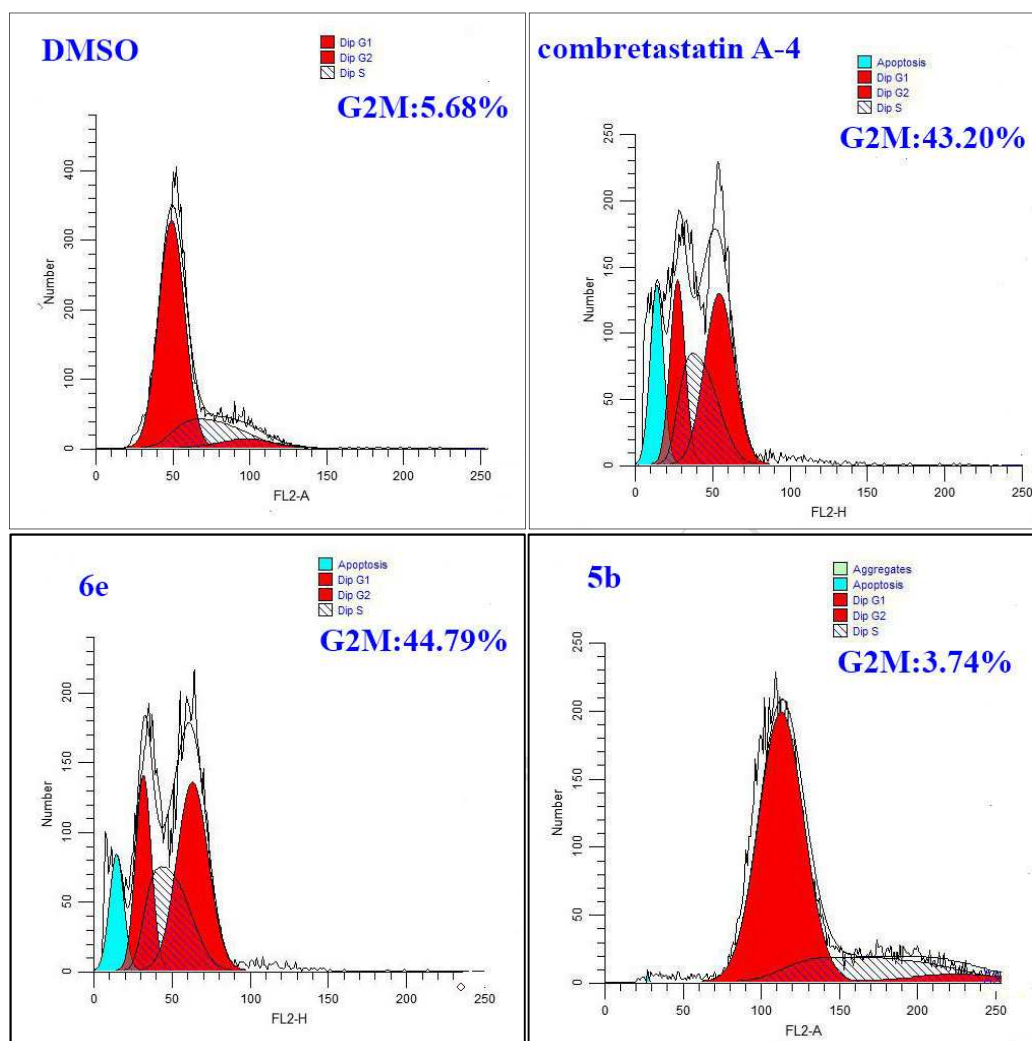 DMSO
Dip G1
Dip G2
Dip S
G2M:5.68%
Number
0 100 200 300 400
0 50 100 150 200 250
FL2-A
combretastatin A-4
Apoptosis
Dip G1
Dip G2
Dip S
G2M:43.20%
Number
0 50 100 150 200 250
0 50 100 150 200 250
FL2-H
6e
Apoptosis
Dip G1
Dip G2
Dip S
G2M:44.79%
Number
0 50 100 150 200
0 50 100 150 200 250
FL2-H
5b
Aggregates
Apoptosis
Dip G1
Dip G2
Dip S
G2M:3.74%
Number
0 50 100 150 200 250
0 50 100 150 200 250
FL2-A